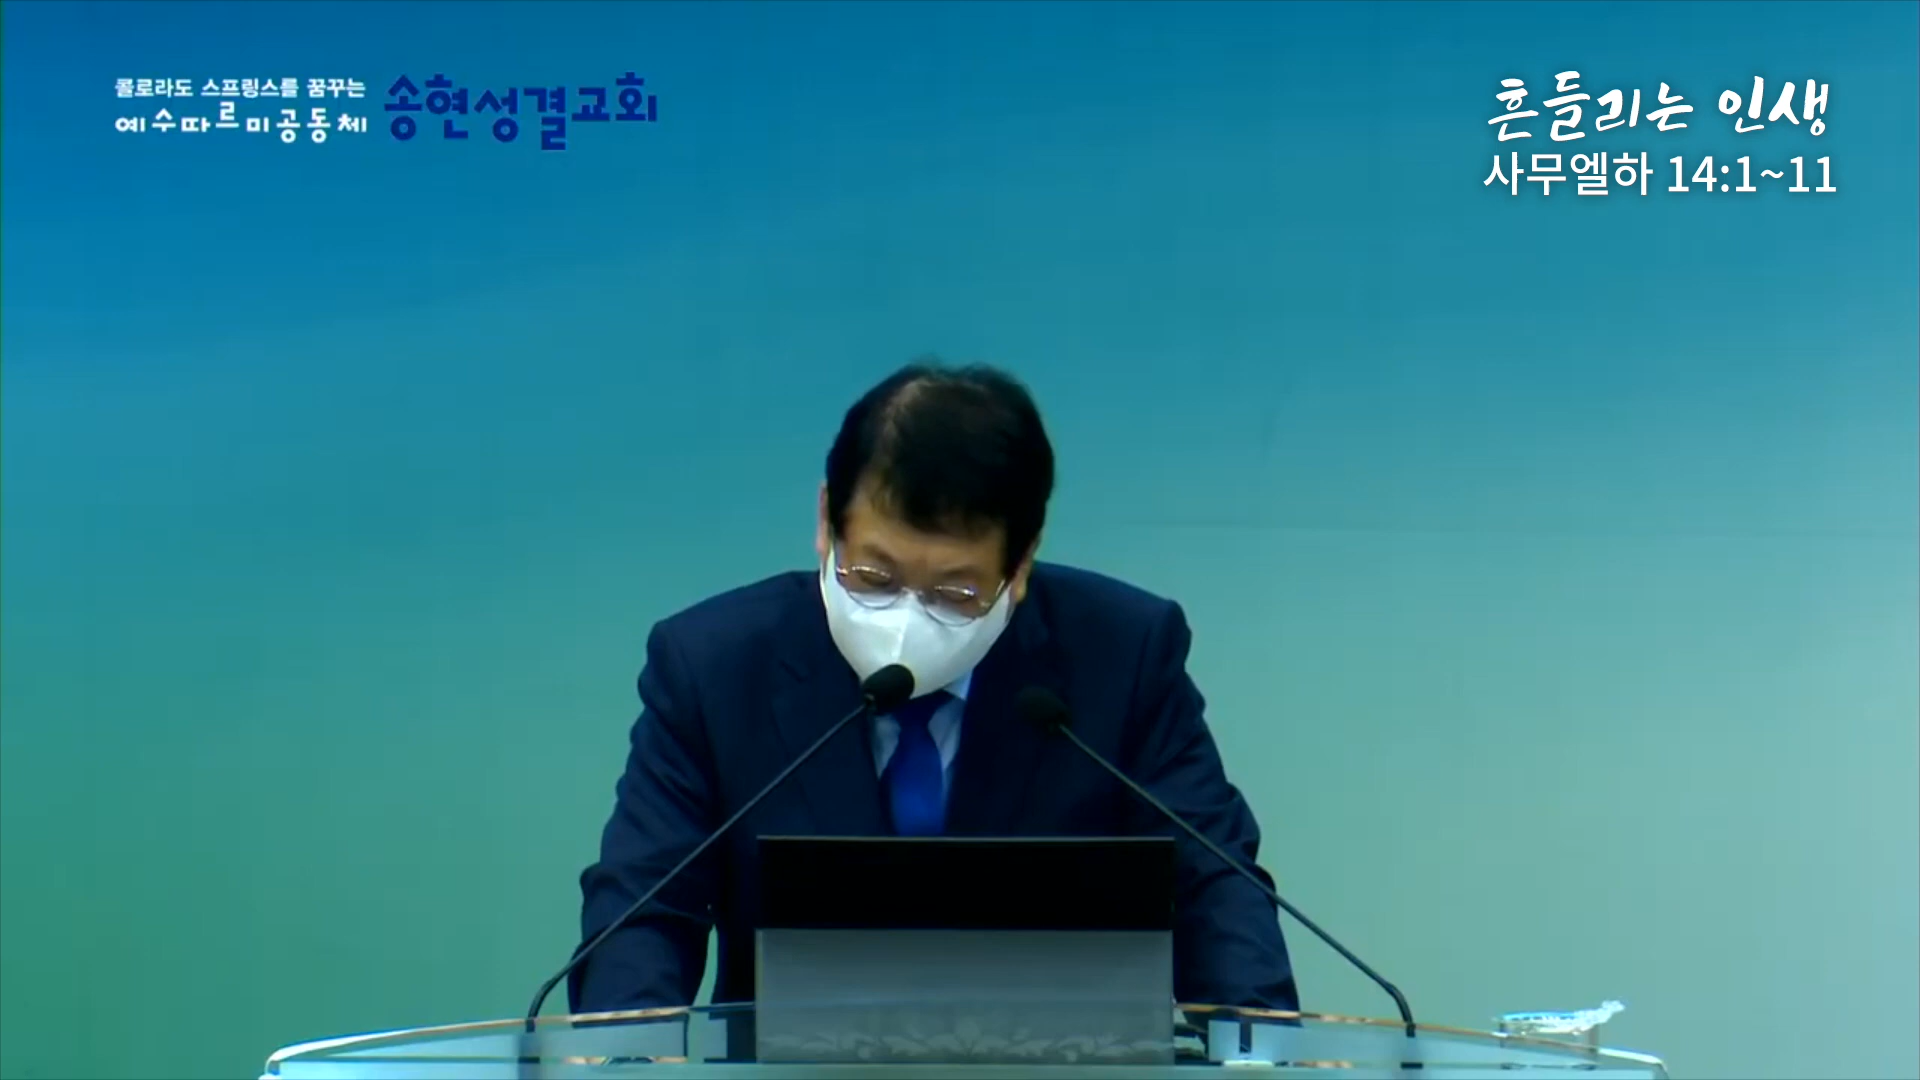 콜로라도 스프링스를 꿈꾸는
예수따르미공동체
송현성결교회
흔들리는 인생
사무엘하 14:1~11